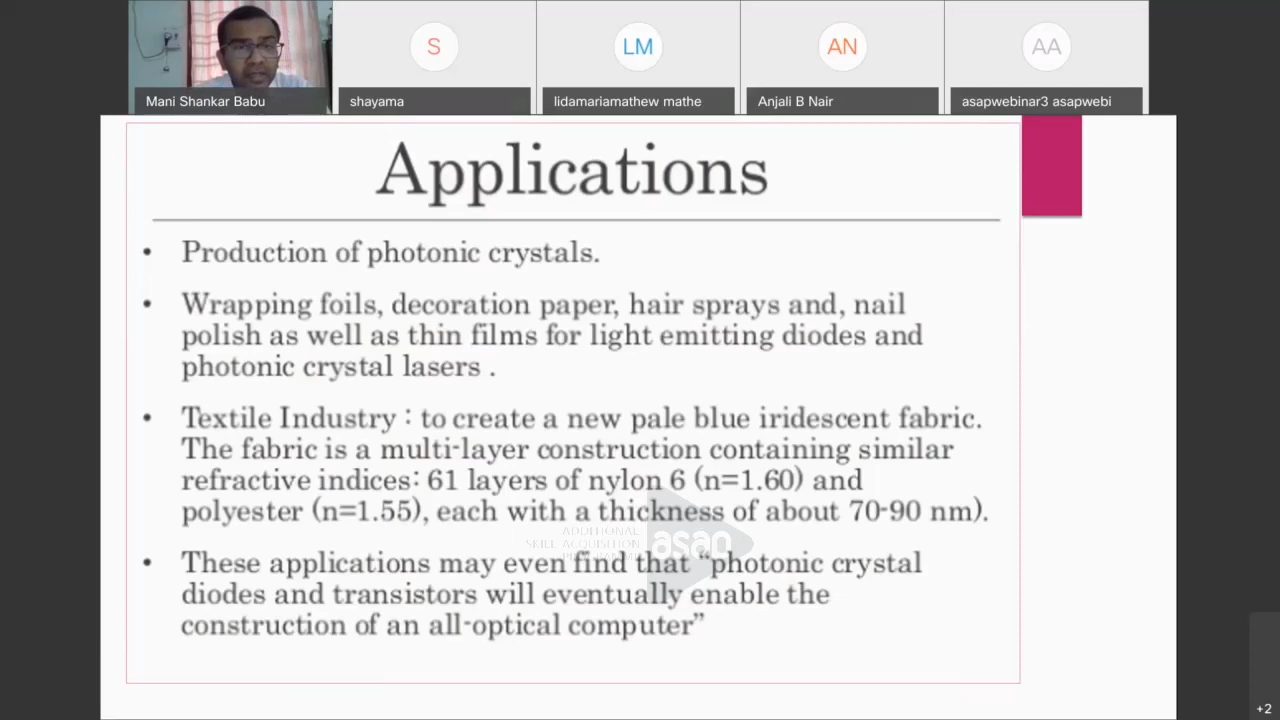 S
LM
AN
AA
Mani Shankar Babu
shayama
lidamariamathew mathe
Anjali B Nair
asapwebinar3 asapwebi
Applications
• Production of photonic crystals.
• Wrapping foils, decoration paper, hair sprays and, nail
polish as well as thin films for light emitting diodes and
photonic crystal lasers .
• Textile Industry : to create a new pale blue iridescent fabric.
The fabric is a multi-layer construction containing similar
refractive indices: 61 layers of nylon 6 (n=1.60) and
polyester (n=1.55), each with a thickness of about 70-90 nm).
ADDITIONAL
SKILL ACQUISITION
PROGRAMME
asap
• These applications may even find that “photonic crystal
diodes and transistors will eventually enable the
construction of an all-optical computer”
+2